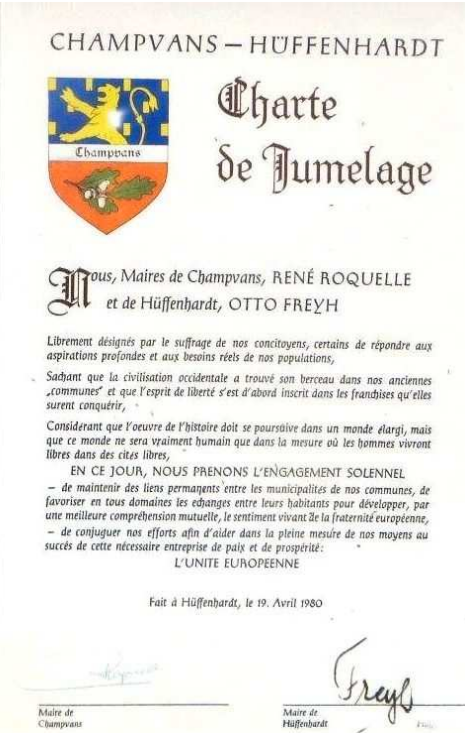 CHAMPVANS – HÜFFENHARDT
Champvans
Charte
de Jumelage
Nous, Maires de Champvans, RENÉ ROQUELLE
et de Hüffenhardt, OTTO FREYH
Librement désignés par le suffrage de nos concitoyens, certains de répondre aux
aspirations profondes et aux besoins réels de nos populations,
Sachant que la civilisation occidentale a trouvé son berceau dans nos anciennes
„communes“ et que l'esprit de liberté s'est d'abord inscrit dans les franchises qu'elles
surent conquérir,
Considérant que l'oeuvre de l'histoire doit se poursuive dans un monde élargi, mais
que ce monde ne sera vraiment humain que dans la mesure où les hommes vivront
libres dans des cités libres,
EN CE JOUR, NOUS PRENONS L'ENGAGEMENT SOLENNEL
– de maintenir des liens permanents entre les municipalités de nos communes, de
favoriser en tous domaines les echanges entre leurs habitants pour développer, par
une meilleure compréhension mutuelle, le sentiment vivant de la fraternité européenne,
– de conjuguer nos efforts afin d'aider dans la pleine mesure de nos moyens au
succès de cette nécessaire entreprise de paix et de prospérité:
L'UNITE EUROPEENNE
Fait à Hüffenhardt, le 19. Avril 1980
Freyh
Maire de
Champvans
Maire de
Hüffenhardt